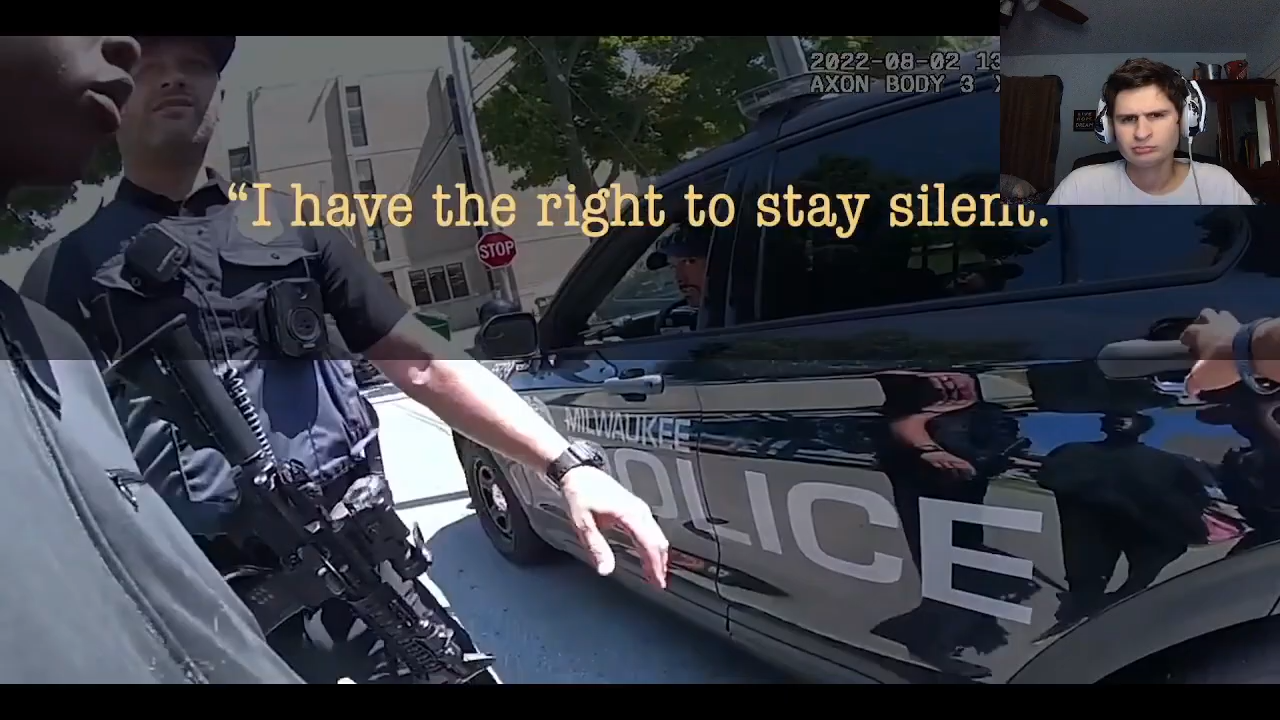 2022-08-02 13
AXON BODY 3 X
“I have the right to stay silent.
STOP
MILWAUKEE
POLICE